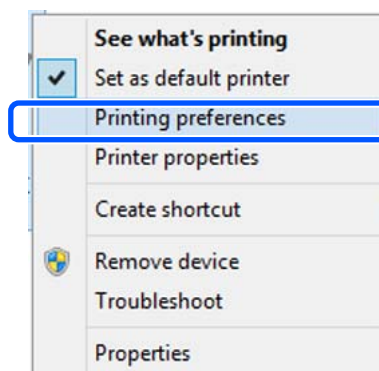 See what's printing
Set as default printer
Printing preferences
Printer properties
Create shortcut
Remove device
Troubleshoot
Properties